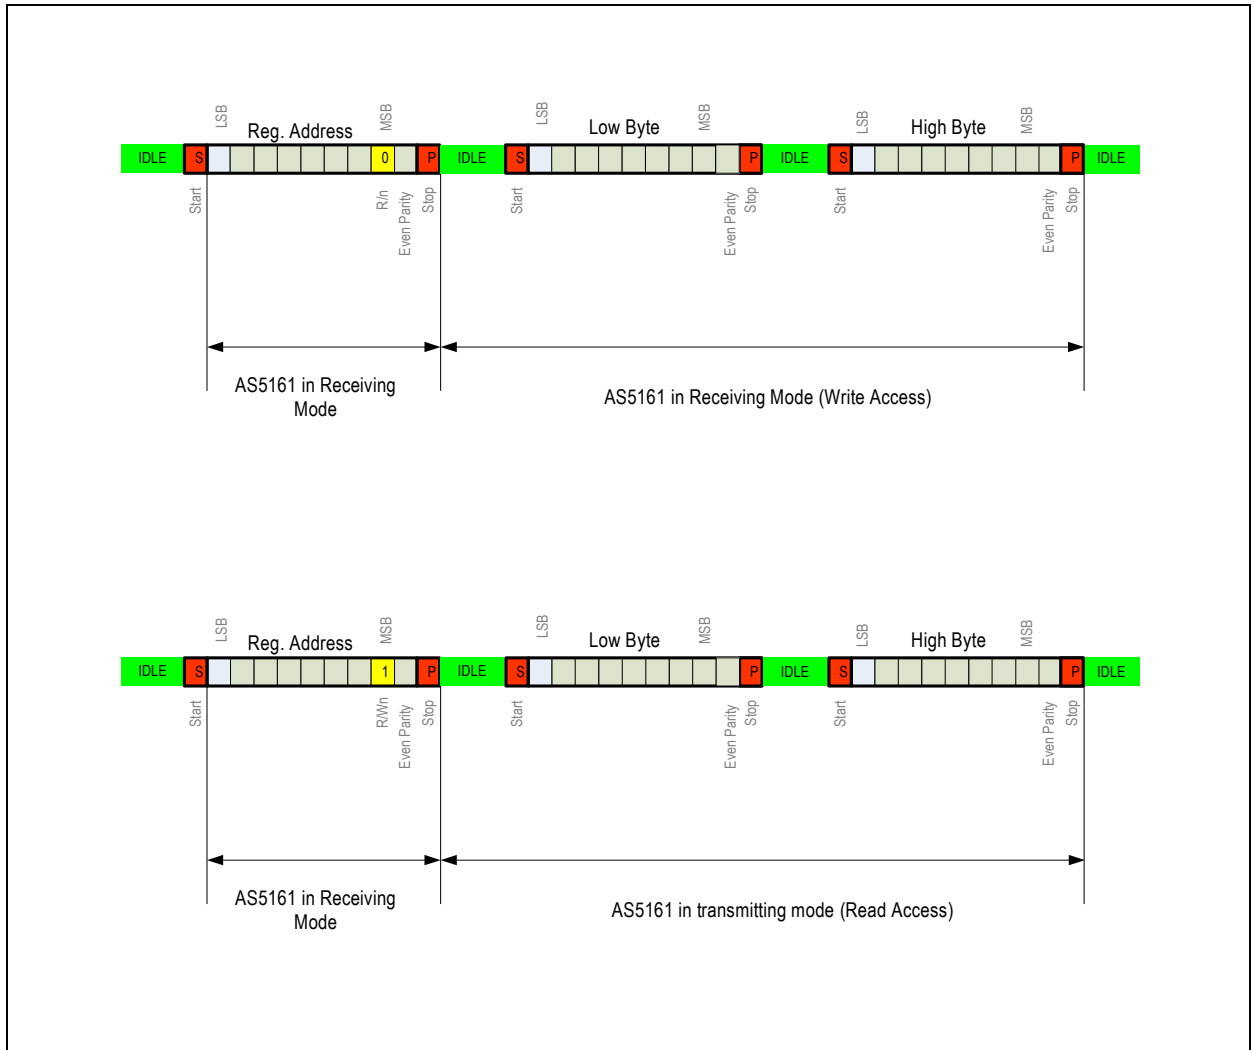 LSB
Reg. Address
MSB
LSB
Low Byte
MSB
LSB
High Byte
MSB
IDLE S 0 P IDLE S P IDLE S P IDLE
Start
R/n
Even Parity
Stop
Start
Even Parity
Stop
Start
Even Parity
Stop
AS5161 in Receiving
Mode
AS5161 in Receiving Mode (Write Access)
LSB
Reg. Address
MSB
LSB
Low Byte
MSB
LSB
High Byte
MSB
IDLE S 1 P IDLE S P IDLE S P IDLE
Start
R/Wn
Even Parity
Stop
Start
Even Parity
Stop
Start
Even Parity
Stop
AS5161 in Receiving
Mode
AS5161 in transmitting mode (Read Access)